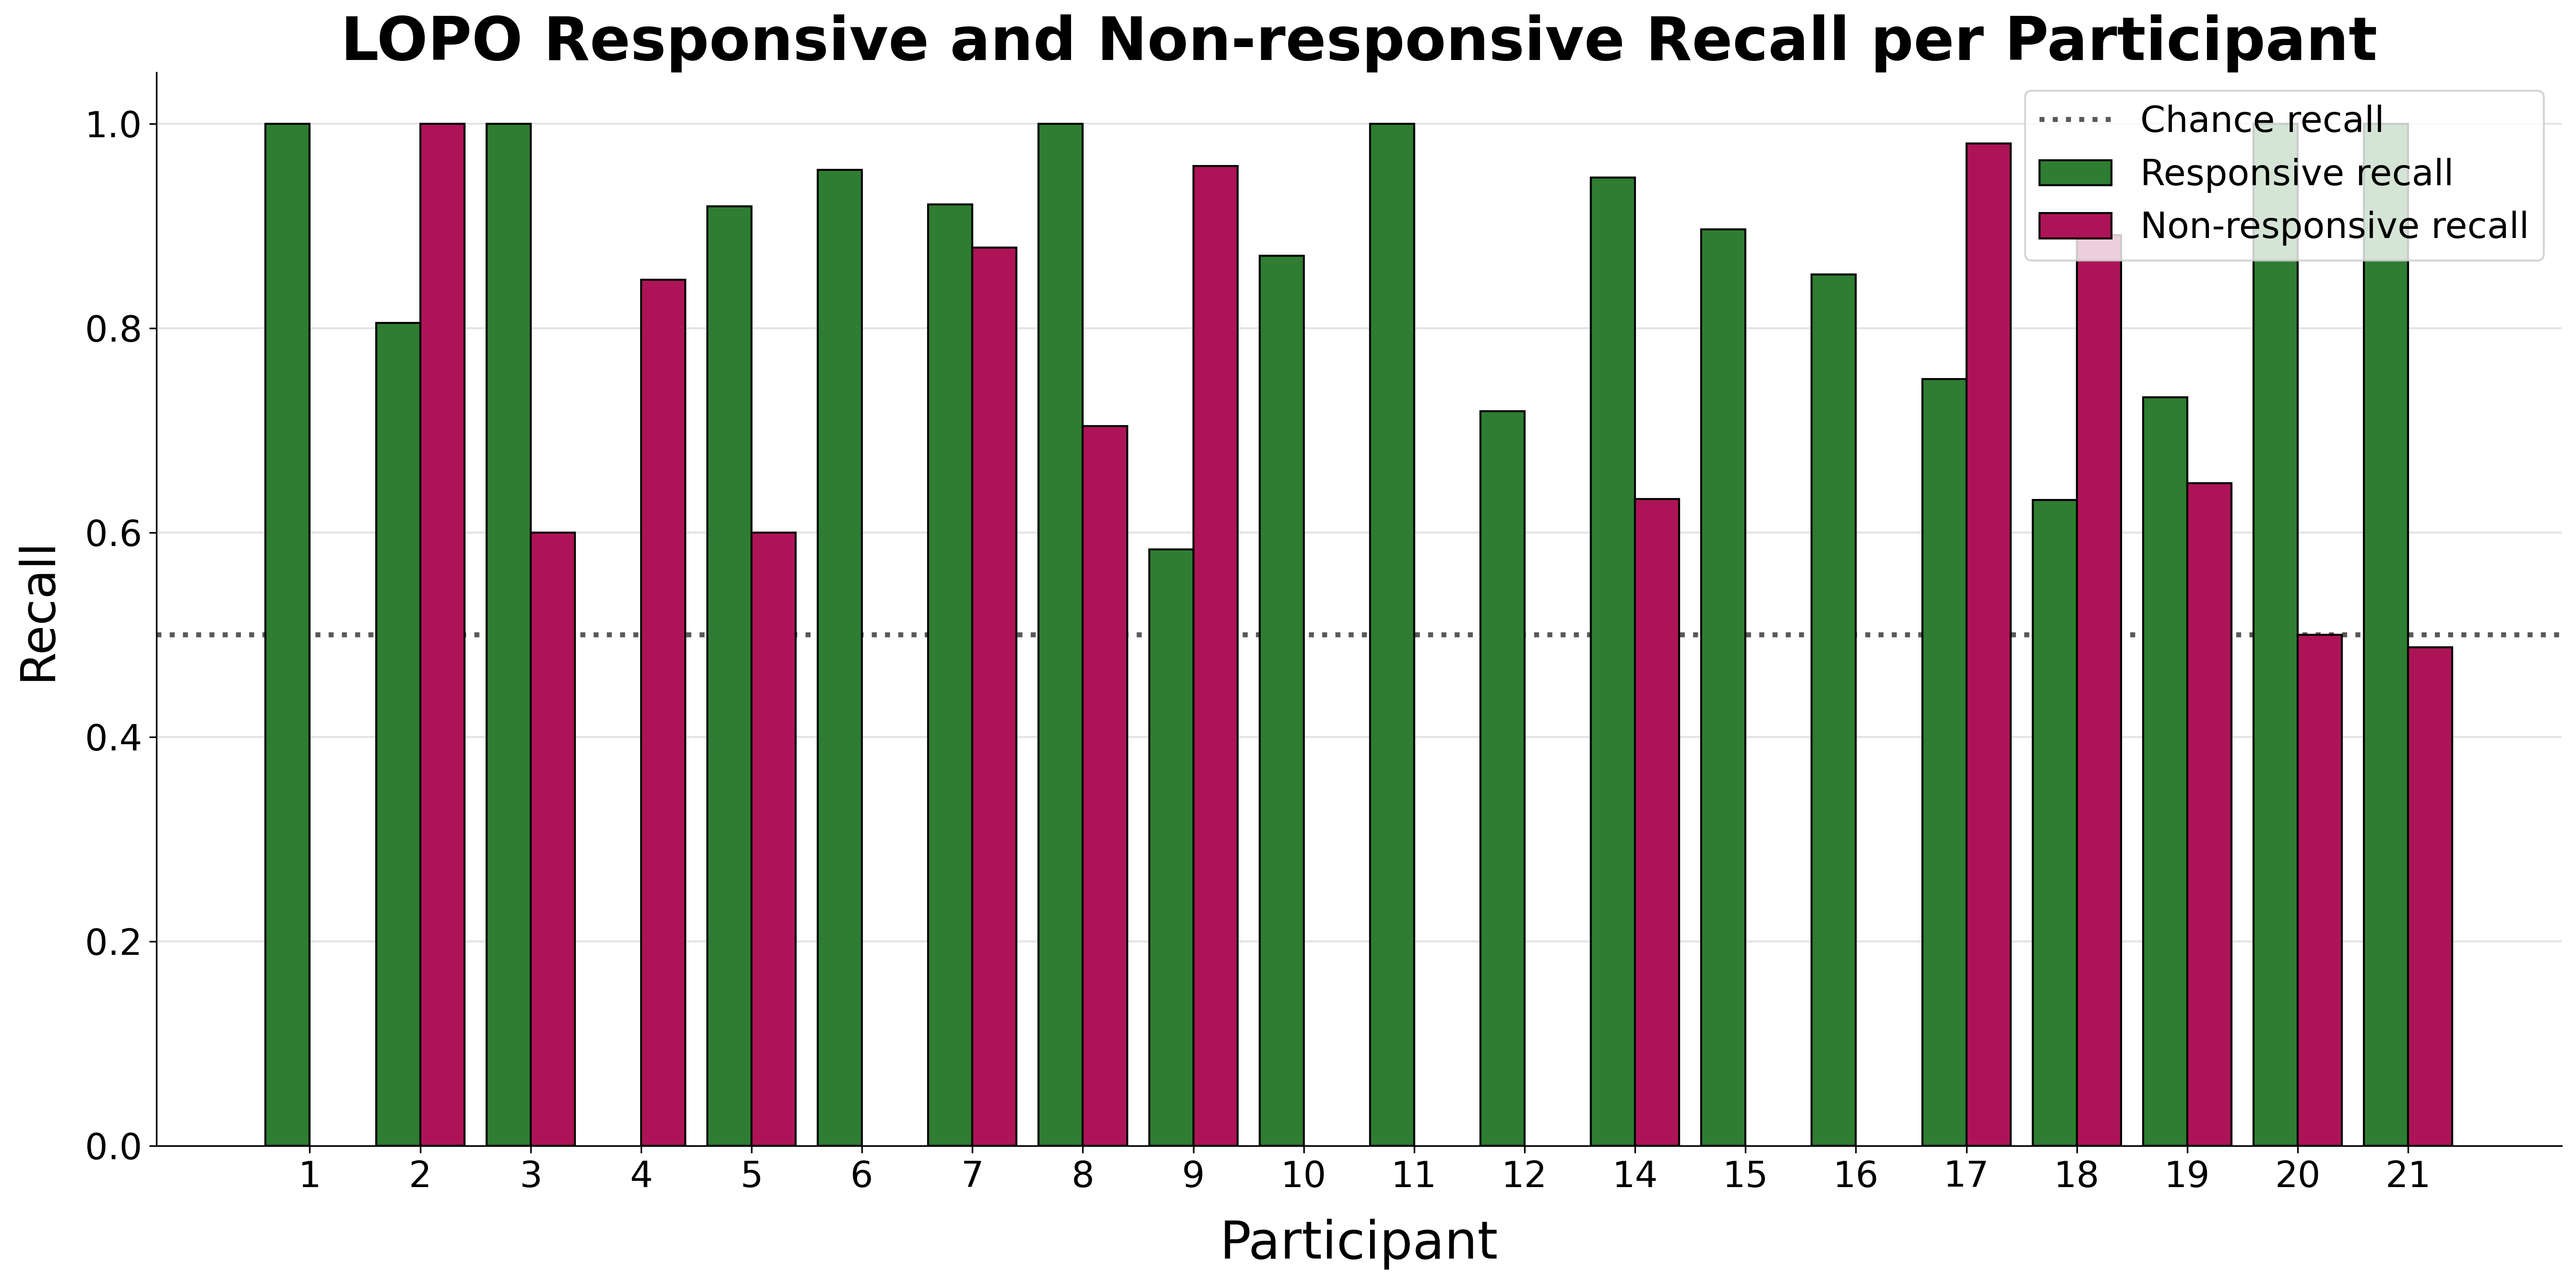 LOPO Responsive and Non-responsive Recall per Participant
Chance recall
Responsive recall
Non-responsive recall
1.0
0.8
0.6
0.4
0.2
0.0
Recall
1 2 3 4 5 6 7 8 9 10 11 12 14 15 16 17 18 19 20 21
Participant